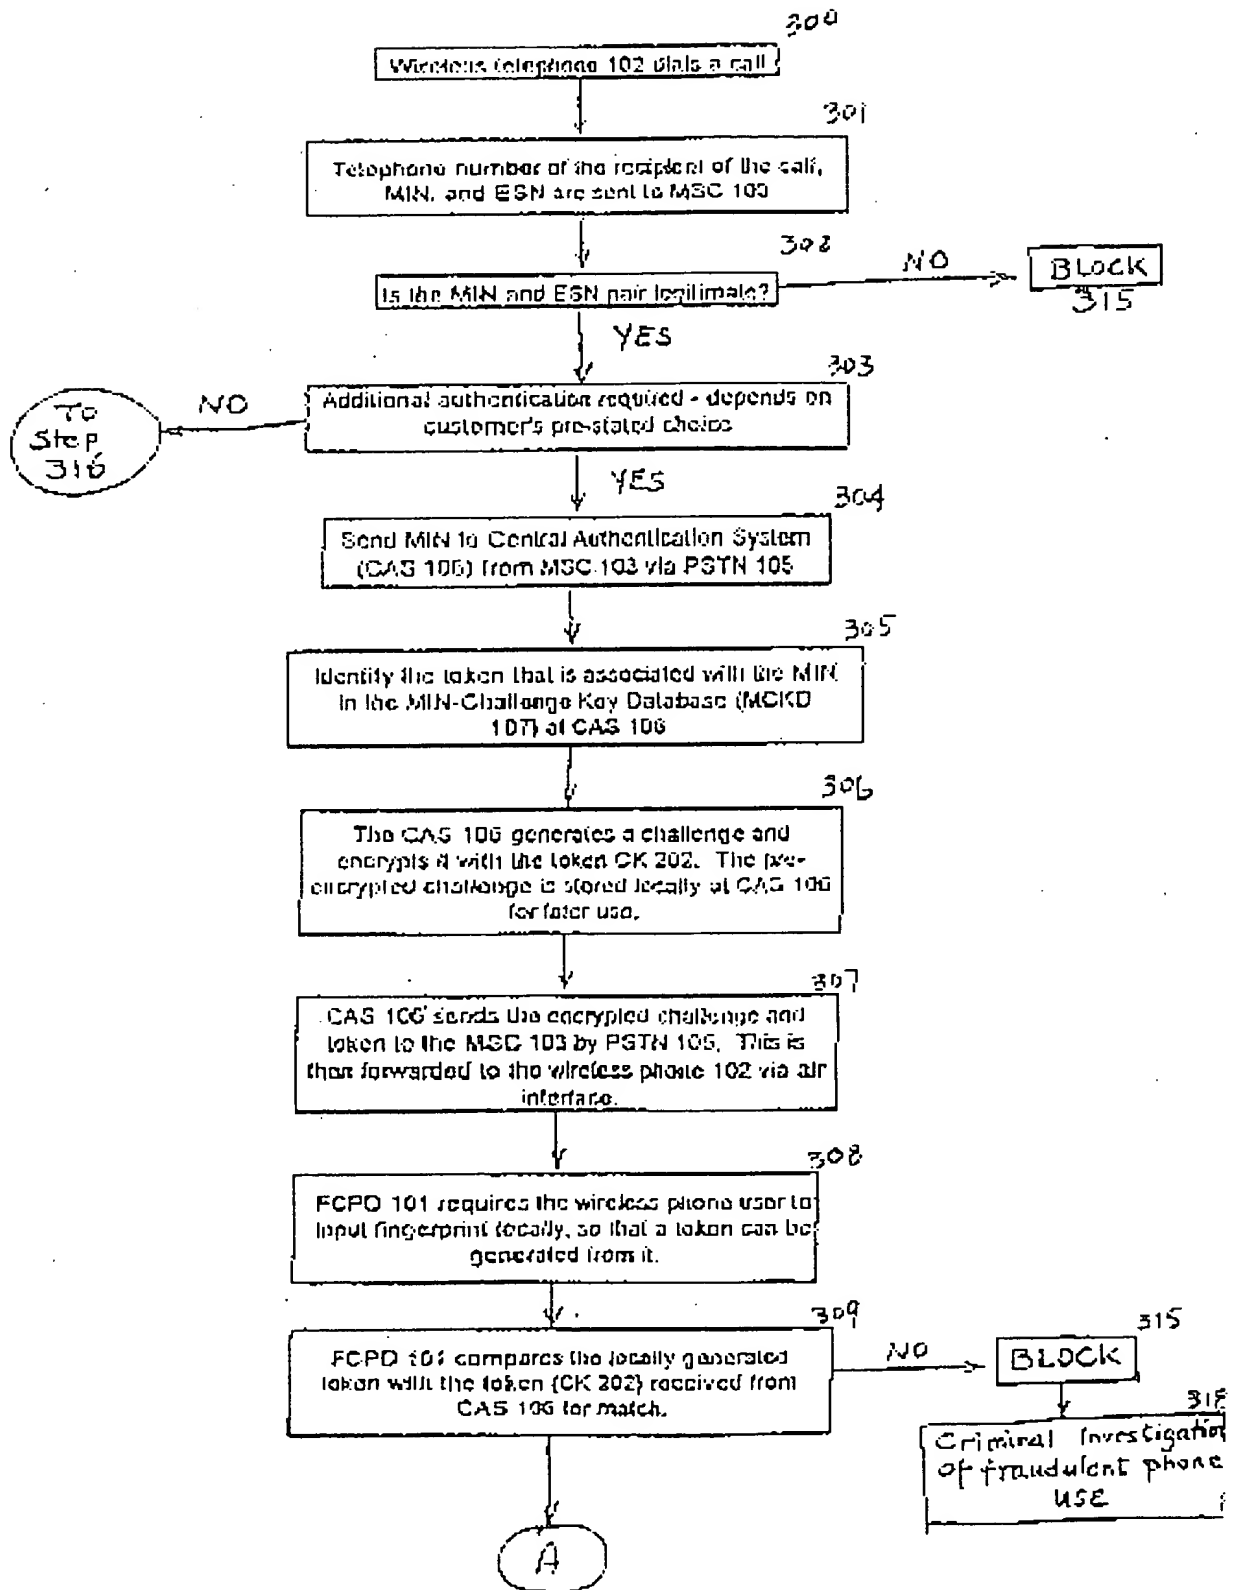 300
Wireless telephone 102 dials a call
301
Telephone number of the recipient of the call,
MIN, and ESN are sent to MSC 103
302
Is the MIN and ESN pair legitimate?
NO
BLOCK
315
YES
303
Additional authentication required - depends on
customer's pre-stated choice
NO
To
Step
316
YES
304
Send MIN to Central Authentication System
(CAS 106) from MSC 103 via PSTN 105
305
Identify the token that is associated with the MIN
in the MIN-Challenge Key Database (MCKD
107) at CAS 106
306
The CAS 106 generates a challenge and
encrypts it with the token CK 202. The pre-
encrypted challenge is stored locally at CAS 106
for later use.
307
CAS 106 sends the encrypted challenge and
token to the MSC 103 by PSTN 105. This is
then forwarded to the wireless phone 102 via air
interface.
308
FCPD 101 requires the wireless phone user to
input fingerprint locally, so that a token can be
generated from it.
309
FCPD 101 compares the locally generated
token with the token (CK 202) received from
CAS 106 for match.
NO
315
BLOCK
318
Criminal Investigation
of fraudulent phone
USE
A